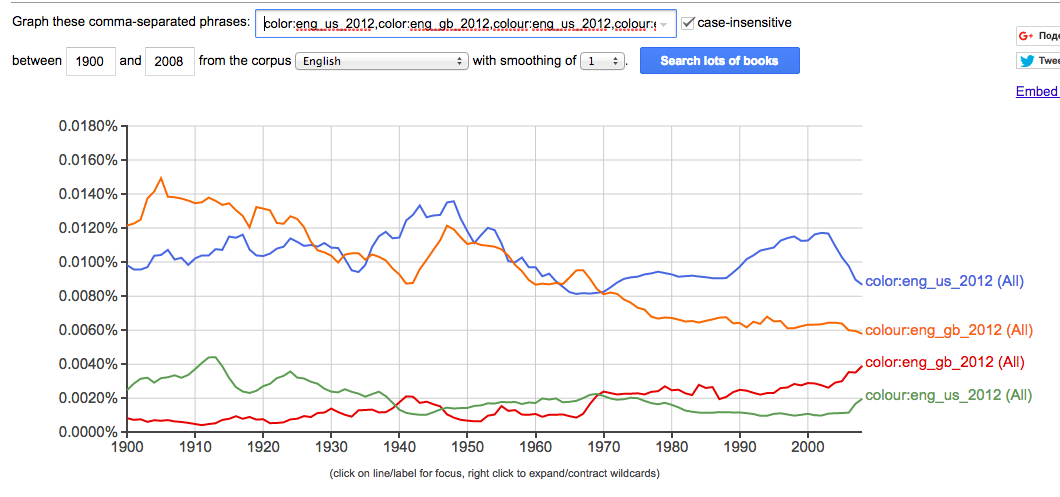 Graph these comma-separated phrases: color:eng_us_2012,color:eng_gb_2012,colour:eng_us_2012,colour: case-insensitive
between 1900 and 2008 from the corpus English with smoothing of 1 . Search lots of books
G+ Поде
Twee
Embed
0.0180%
0.0160%
0.0140%
0.0120%
0.0100%
0.0080%
0.0060%
0.0040%
0.0020%
0.0000%
color:eng_us_2012 (All)
colour:eng_gb_2012 (All)
color:eng_gb_2012 (All)
colour:eng_us_2012 (All)
1900 1910 1920 1930 1940 1950 1960 1970 1980 1990 2000
(click on line/label for focus, right click to expand/contract wildcards)